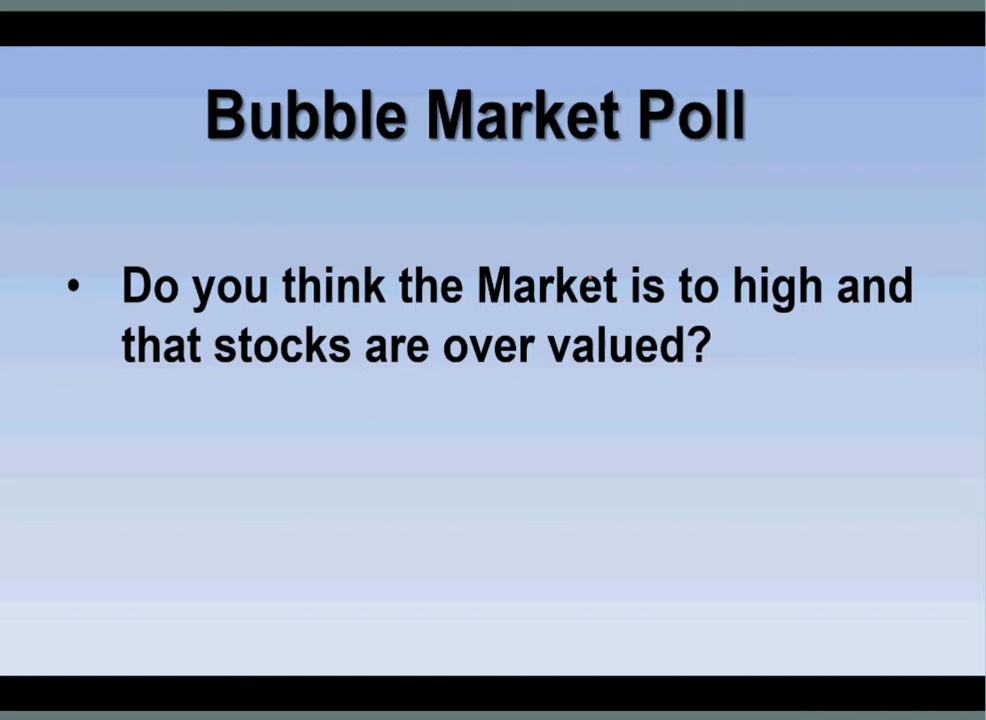 Bubble Market Poll
• Do you think the Market is to high and
that stocks are over valued?